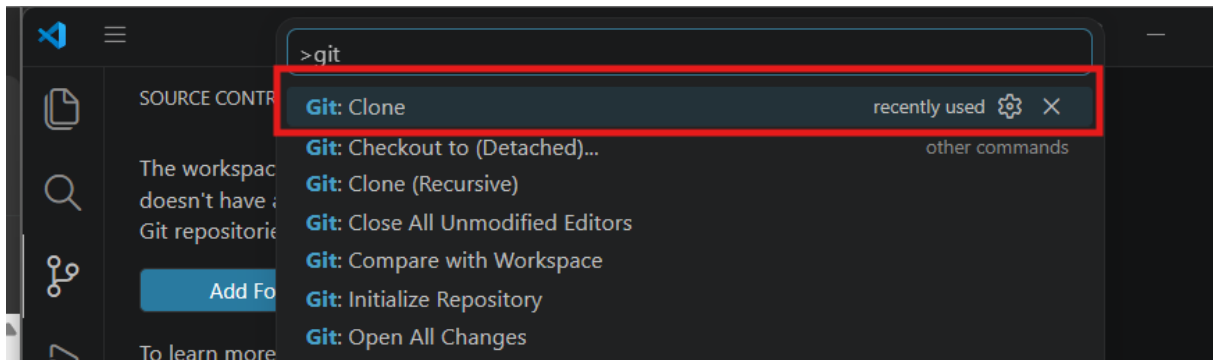 >git
SOURCE CONTR
Git: Clone
recently used
Git: Checkout to (Detached)...
other commands
The workspac
doesn't have
Git repositorie
Git: Clone (Recursive)
Git: Close All Unmodified Editors
Git: Compare with Workspace
Add Fo
Git: Initialize Repository
Git: Open All Changes
To learn more